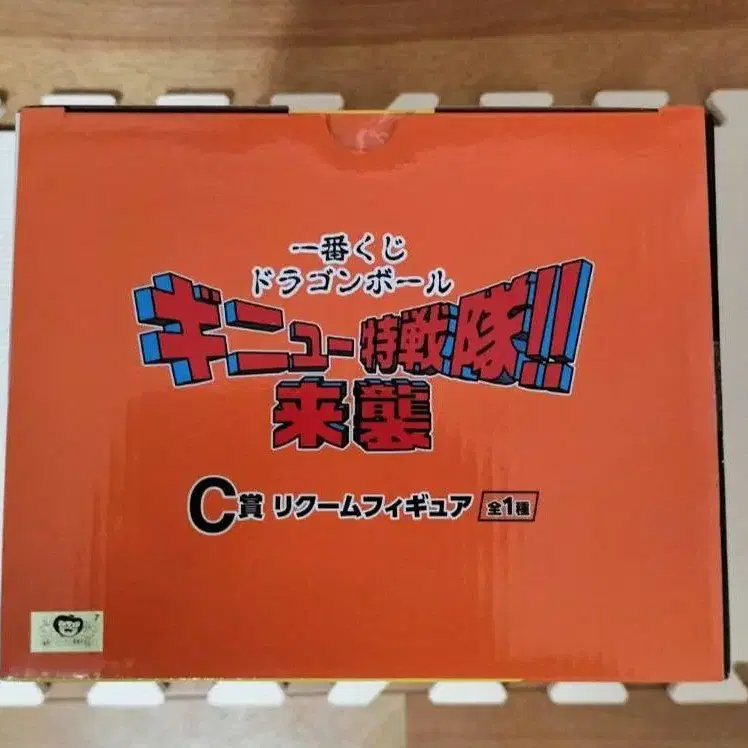 一番くじ
ドラゴンボール
ギニュー特戦隊!!
来襲
C賞 リクームフィギュア 全1種
7